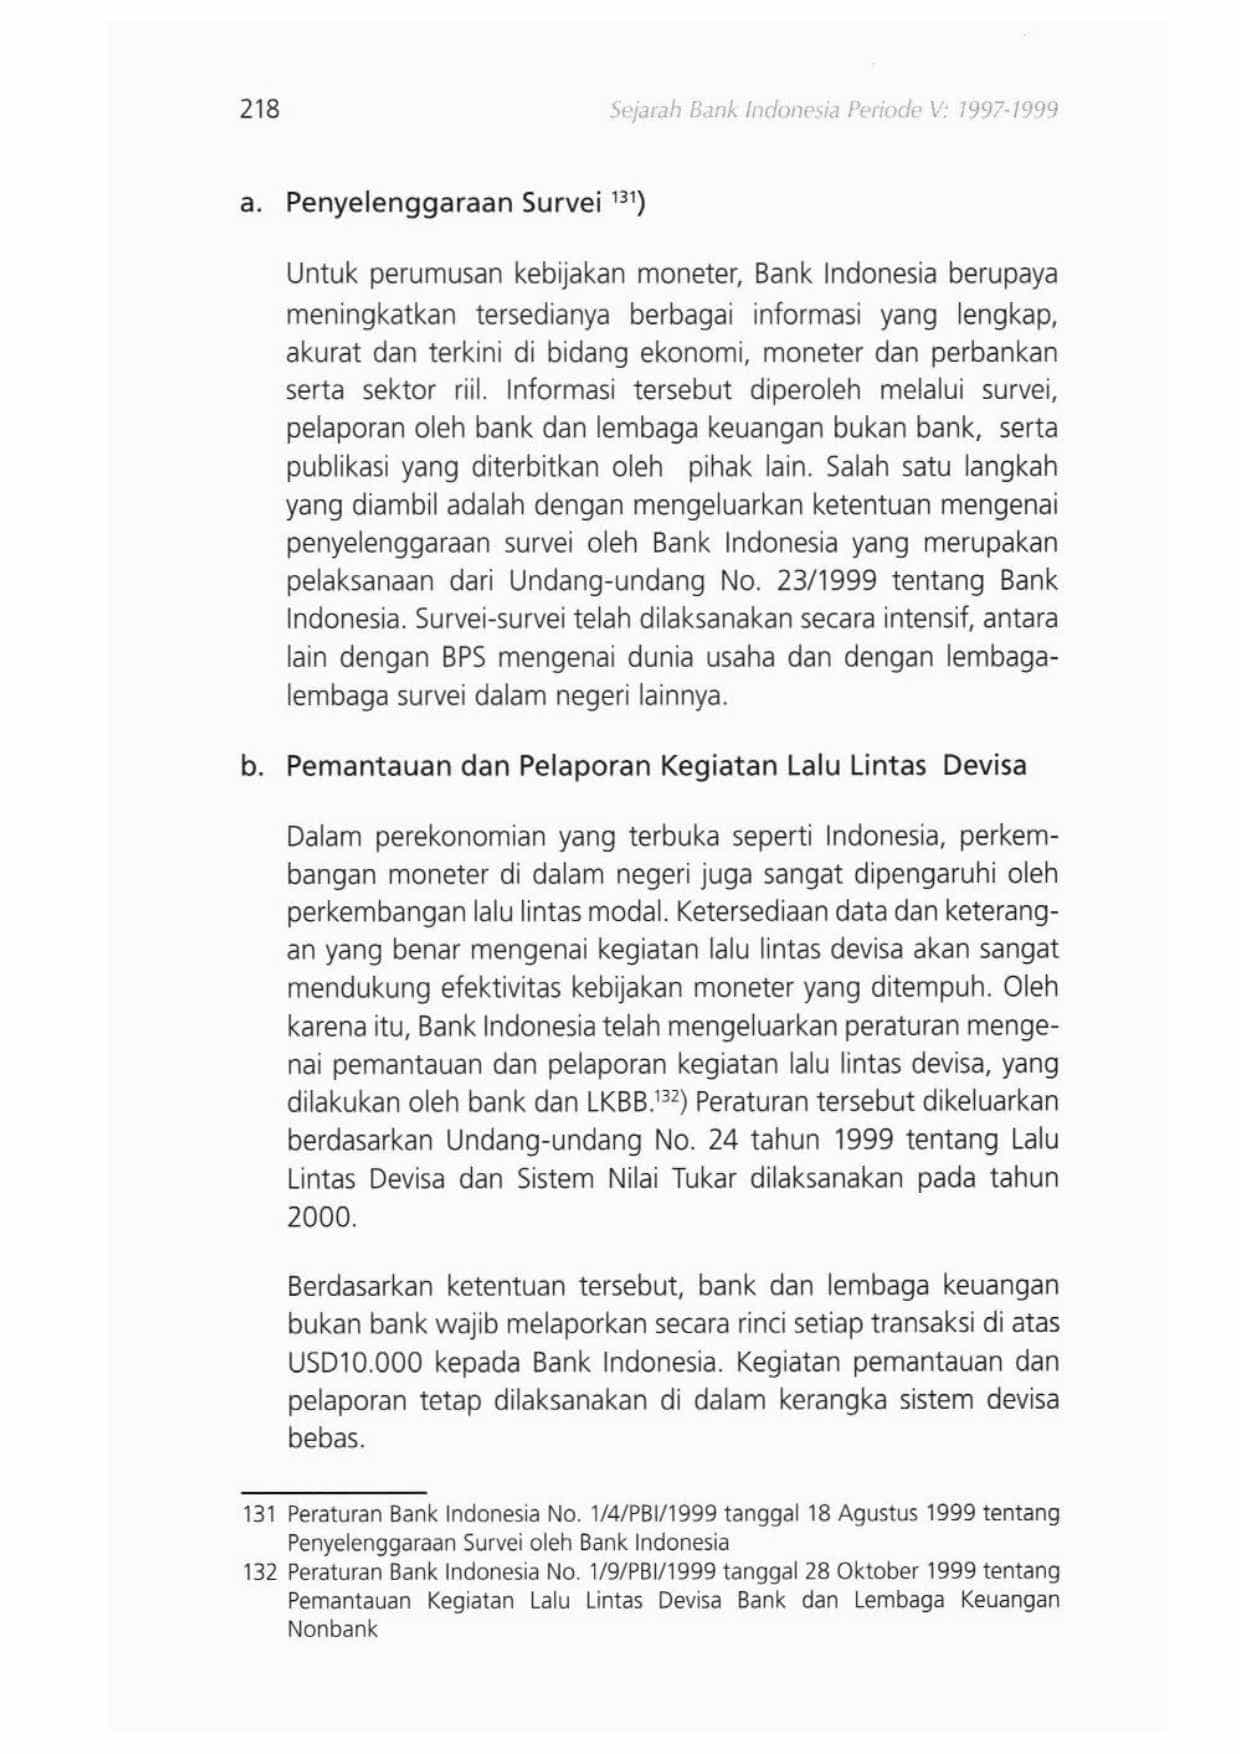 218
Sejarah Bank Indonesia Periode V: 1997-1999
a. Penyelenggaraan Survei ¹³¹)
Untuk perumusan kebijakan moneter, Bank Indonesia berupaya
meningkatkan tersedianya berbagai informasi yang lengkap,
akurat dan terkini di bidang ekonomi, moneter dan perbankan
serta sektor riil. Informasi tersebut diperoleh melalui survei,
pelaporan oleh bank dan lembaga keuangan bukan bank, serta
publikasi yang diterbitkan oleh pihak lain. Salah satu langkah
yang diambil adalah dengan mengeluarkan ketentuan mengenai
penyelenggaraan survei oleh Bank Indonesia yang merupakan
pelaksanaan dari Undang-undang No. 23/1999 tentang Bank
Indonesia. Survei-survei telah dilaksanakan secara intensif, antara
lain dengan BPS mengenai dunia usaha dan dengan lembaga-
lembaga survei dalam negeri lainnya.
b. Pemantauan dan Pelaporan Kegiatan Lalu Lintas Devisa
Dalam perekonomian yang terbuka seperti Indonesia, perkem-
bangan moneter di dalam negeri juga sangat dipengaruhi oleh
perkembangan lalu lintas modal. Ketersediaan data dan keterang-
an yang benar mengenai kegiatan lalu lintas devisa akan sangat
mendukung efektivitas kebijakan moneter yang ditempuh. Oleh
karena itu, Bank Indonesia telah mengeluarkan peraturan menge-
nai pemantauan dan pelaporan kegiatan lalu lintas devisa, yang
dilakukan oleh bank dan LKBB.¹³²) Peraturan tersebut dikeluarkan
berdasarkan Undang-undang No. 24 tahun 1999 tentang Lalu
Lintas Devisa dan Sistem Nilai Tukar dilaksanakan pada tahun
2000.
Berdasarkan ketentuan tersebut, bank dan lembaga keuangan
bukan bank wajib melaporkan secara rinci setiap transaksi di atas
USD10.000 kepada Bank Indonesia. Kegiatan pemantauan dan
pelaporan tetap dilaksanakan di dalam kerangka sistem devisa
bebas.
131 Peraturan Bank Indonesia No. 1/4/PBI/1999 tanggal 18 Agustus 1999 tentang
Penyelenggaraan Survei oleh Bank Indonesia
132 Peraturan Bank Indonesia No. 1/9/PBI/1999 tanggal 28 Oktober 1999 tentang
Pemantauan Kegiatan Lalu Lintas Devisa Bank dan Lembaga Keuangan
Nonbank